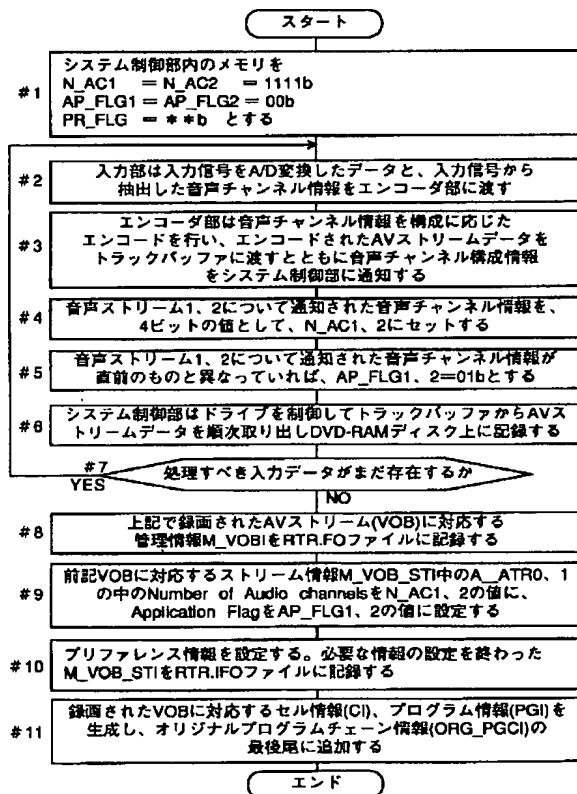 スタート
#1
システム制御部内のメモリを
N_AC1 = N_AC2 = 1111b
AP_FLG1 = AP_FLG2 = 00b
PR_FLG = **b とする
#2
入力部は入力信号をA/D変換したデータと、入力信号から
抽出した音声チャンネル情報をエンコーダ部に渡す
#3
エンコーダ部は音声チャンネル情報を構成に応じた
エンコードを行い、エンコードされたAVストリームデータを
トラックバッファに渡すとともに音声チャンネル構成情報
をシステム制御部に通知する
#4
音声ストリーム1、2について通知された音声チャンネル情報を、
4ビットの値として、N_AC1、2にセットする
#5
音声ストリーム1、2について通知された音声チャンネル情報が
直前のものと異なっていれば、AP_FLG1、2=01bとする
#6
システム制御部はドライブを制御してトラックバッファからAVス
トリームデータを順次取り出しDVD-RAMディスク上に記録する
#7
処理すべき入力データがまだ存在するか
YES
NO
#8
上記で録画されたAVストリーム(VOB)に対応する
管理情報M_VOBIをRTR.FOファイルに記録する
#9
前記VOBに対応するストリーム情報M_VOB_STI中のA__ATR0、1
の中のNumber of Audio channelsをN_AC1、2の値に、
Application FlagをAP_FLG1、2の値に設定する
#10
プリファレンス情報を設定する。必要な情報の設定を終わった
M_VOB_STIをRTR.IFOファイルに記録する
#11
録画されたVOBに対応するセル情報(CI)、プログラム情報(PGI)を
生成し、オリジナルプログラムチェーン情報(ORG_PGCI)の
最後尾に追加する
エンド